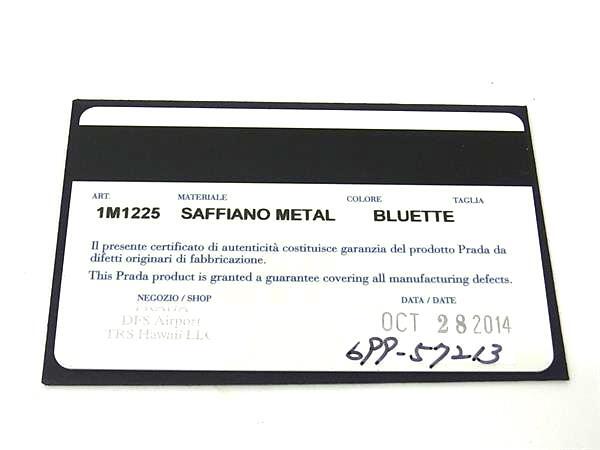 ART. MATERIALE COLORE TAGLIA
1M1225 SAFFIANO METAL BLUETTE
Il presente certificato di autenticità costituisce garanzia del prodotto Prada da
difetti originari di fabbricazione.
This Prada product is granted a guarantee covering all manufacturing defects.
NEGOZIO / SHOP DATA / DATE
PRADA
DFS Airport OCT 28 2014
TRS Hawaii LLC
699-57213